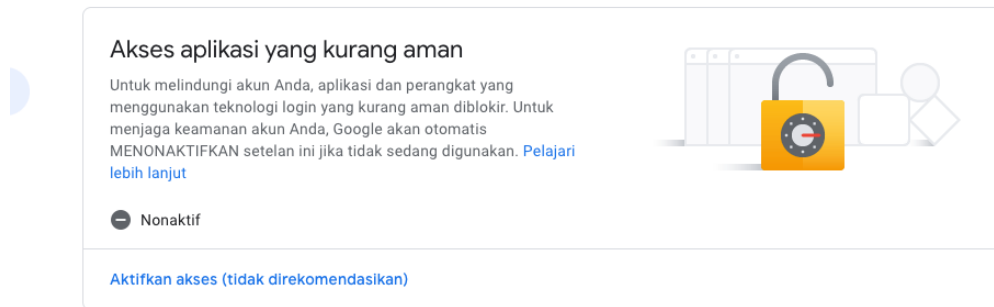 Akses aplikasi yang kurang aman
Untuk melindungi akun Anda, aplikasi dan perangkat yang
menggunakan teknologi login yang kurang aman diblokir. Untuk
menjaga keamanan akun Anda, Google akan otomatis
MENONAKTIFKAN setelan ini jika tidak sedang digunakan. Pelajari
lebih lanjut
Nonaktif
Aktifkan akses (tidak direkomendasikan)